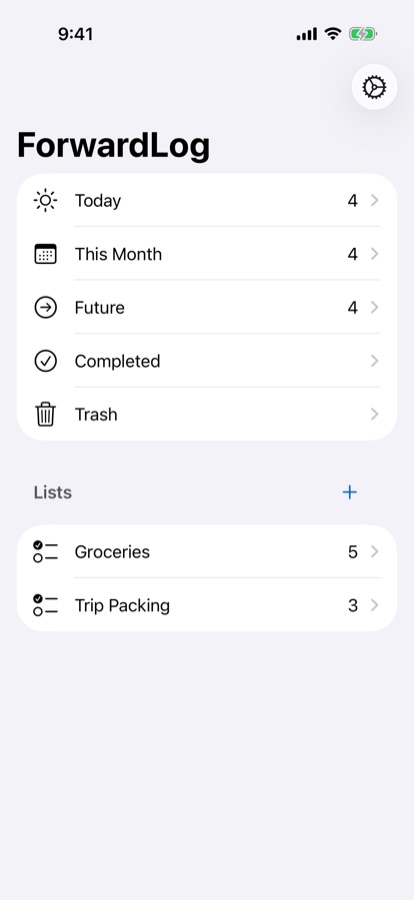 9:41
ForwardLog
Today 4
This Month 4
Future 4
Completed
Trash
Lists
Groceries 5
Trip Packing 3